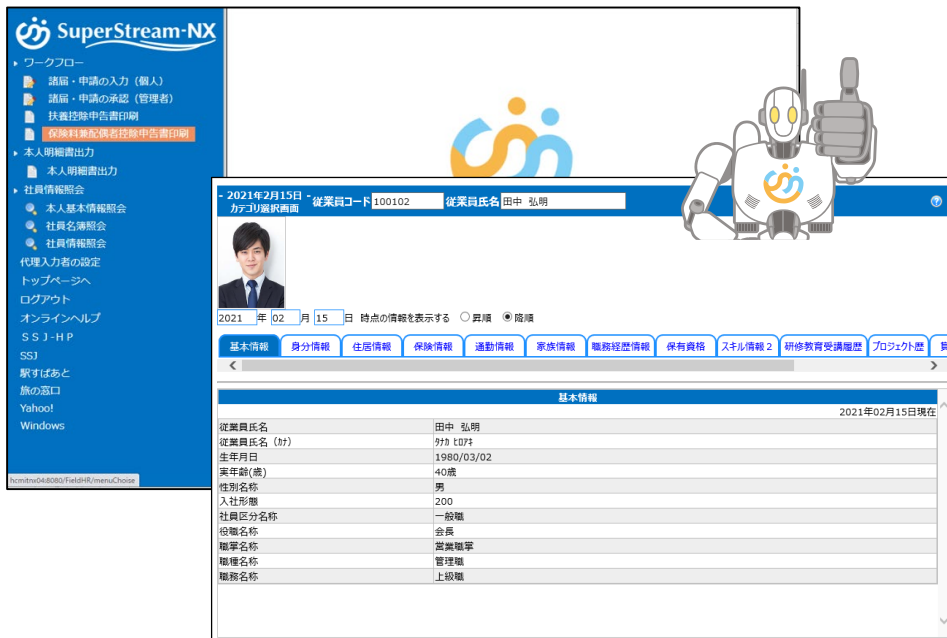 SuperStream-NX
ワークフロー
諸届・申請の入力（個人）
諸届・申請の承認（管理者）
扶養控除申告書印刷
保険料兼配偶者控除申告書印刷
本人明細書出力
本人明細書出力
社員情報照会
本人基本情報照会
社員名簿照会
社員情報照会
代理入力者の設定
トップページへ
ログアウト
オンラインヘルプ
ＳＳＪ-ＨＰ
SSJ
駅すぱあと
旅の窓口
Yahoo!
Windows
hcmitnx04:8080/FieldHR/menuChoise
- 2021年2月15日 -
カテゴリ選択画面
従業員コード 100102 従業員氏名 田中 弘明
2021 年 02 月 15 日 時点の情報を表示する 昇順 降順
基本情報 身分情報 住居情報 保険情報 通勤情報 家族情報 職務経歴情報 保有資格 スキル情報２ 研修教育受講履歴 プロジェクト歴
基本情報
2021年02月15日現在
従業員氏名 田中 弘明
従業員氏名（ｶﾅ） ﾀﾅｶ ﾋﾛｱｷ
生年月日 1980/03/02
実年齢(歳) 40歳
性別名称 男
入社形態 200
社員区分名称 一般職
役職名称 会長
職掌名称 営業職掌
職種名称 管理職
職務名称 上級職